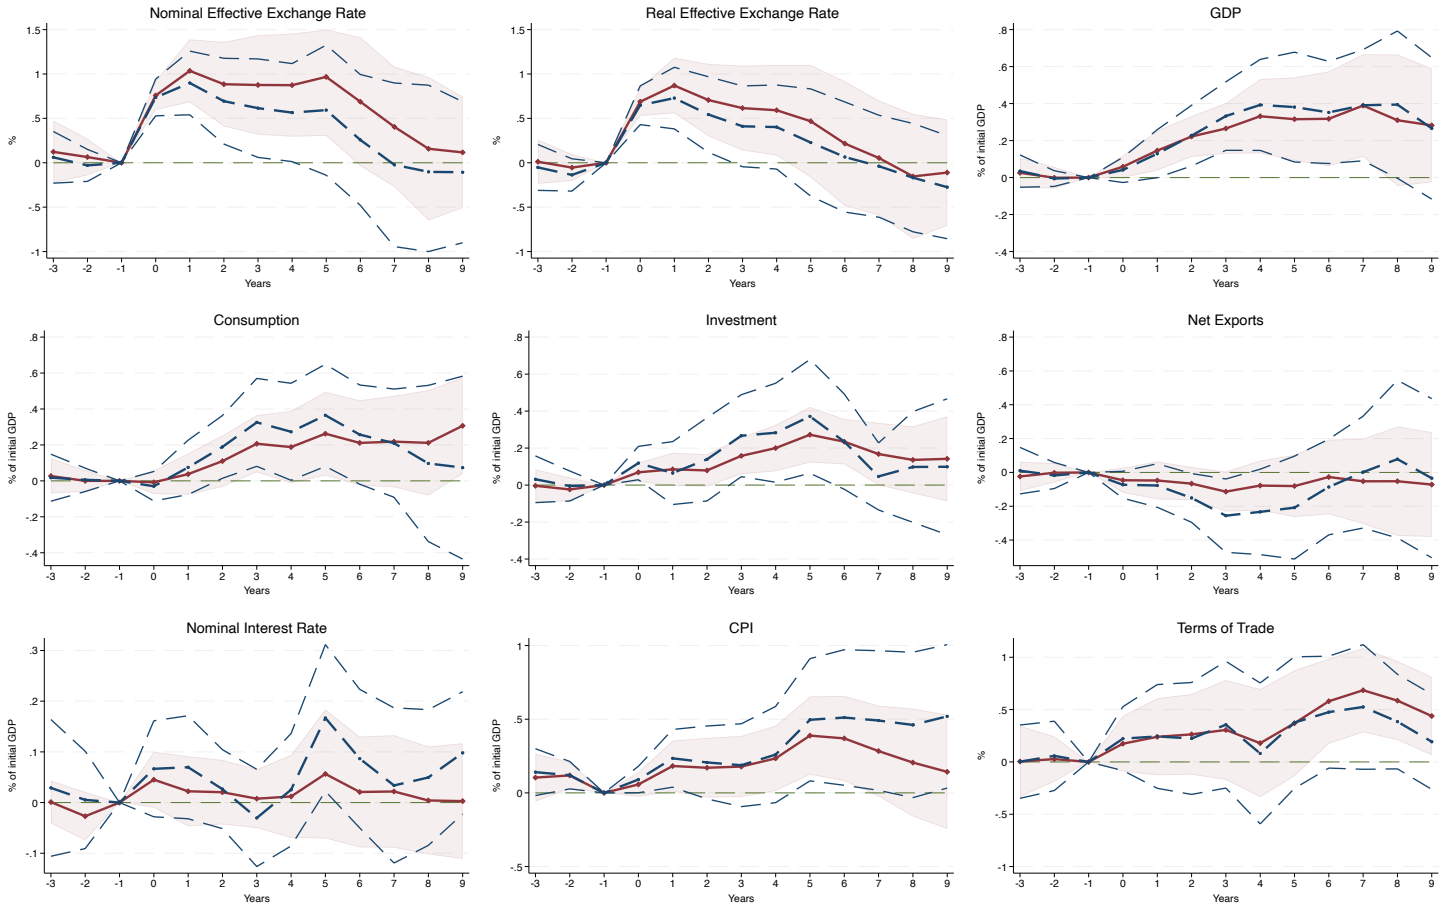 Nominal Effective Exchange Rate
%
1.5
1
.5
0
-.5
-1
-3 -2 -1 0 1 2 3 4 5 6 7 8 9
Years
Real Effective Exchange Rate
%
1.5
1
.5
0
-.5
-1
-3 -2 -1 0 1 2 3 4 5 6 7 8 9
Years
GDP
% of initial GDP
.8
.6
.4
.2
0
-.2
-.4
-3 -2 -1 0 1 2 3 4 5 6 7 8 9
Years
Consumption
% of initial GDP
.8
.6
.4
.2
0
-.2
-.4
-3 -2 -1 0 1 2 3 4 5 6 7 8 9
Years
Investment
% of initial GDP
.8
.6
.4
.2
0
-.2
-.4
-3 -2 -1 0 1 2 3 4 5 6 7 8 9
Years
Net Exports
% of initial GDP
.8
.6
.4
.2
0
-.2
-.4
-3 -2 -1 0 1 2 3 4 5 6 7 8 9
Years
Nominal Interest Rate
% of initial GDP
.3
.2
.1
0
-.1
-3 -2 -1 0 1 2 3 4 5 6 7 8 9
Years
CPI
% of initial GDP
1
.5
0
-.5
-3 -2 -1 0 1 2 3 4 5 6 7 8 9
Years
Terms of Trade
%
1
.5
0
-.5
-1
-3 -2 -1 0 1 2 3 4 5 6 7 8 9
Years